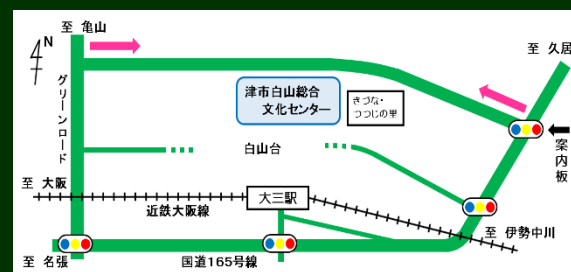 至 亀山
N
至 久居
グリーンロード
津市白山総合
文化センター
きづな・
つつじの里
案内板
白山台
至 大阪
大三駅
近鉄大阪線
至 伊勢中川
至 名張
国道165号線